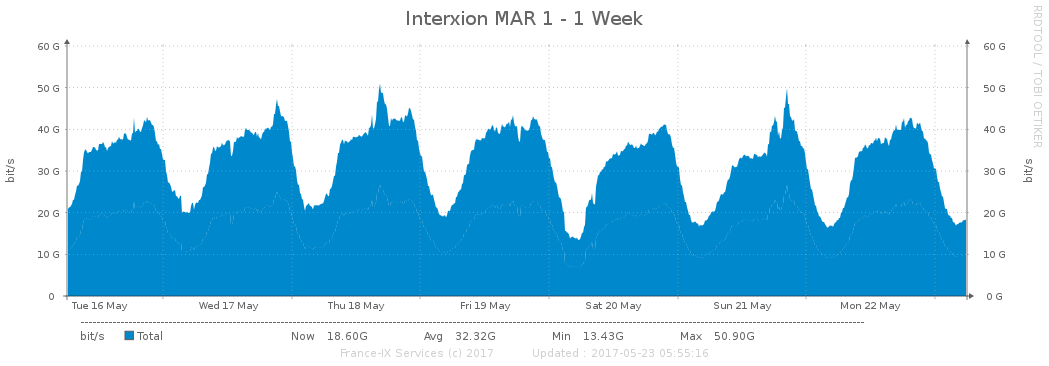 Interxion MAR 1 - 1 Week
RRDTOOL / TOBI OETIKER
bit/s
60 G 60 G
50 G 50 G
40 G 40 G
30 G 30 G
20 G 20 G
10 G 10 G
0 0 G
bit/s
Tue 16 May Wed 17 May Thu 18 May Fri 19 May Sat 20 May Sun 21 May Mon 22 May
bit/s Total Now 18.60G Avg 32.32G Min 13.43G Max 50.90G
France-IX Services (c) 2017 Updated : 2017-05-23 05:55:16